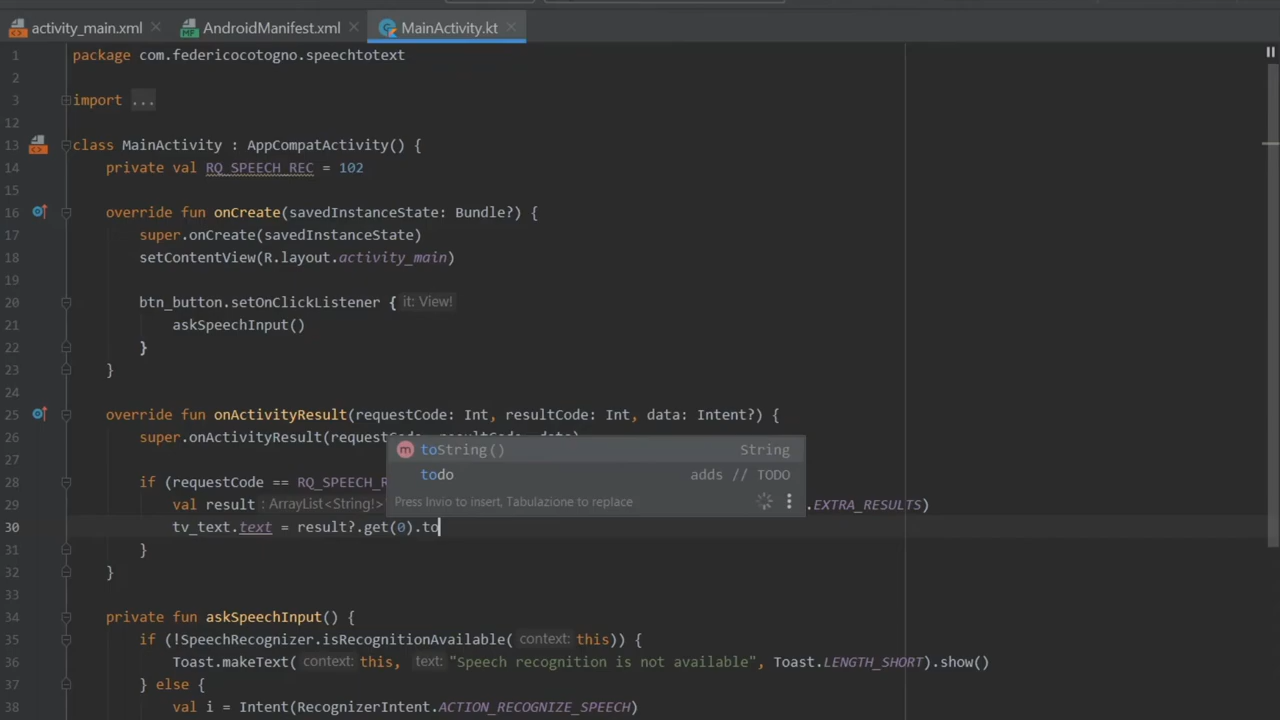 activity_main.xml AndroidManifest.xml MainActivity.kt
1 package com.federicocotogno.speechtotext
2
3 import ...
12
13 class MainActivity : AppCompatActivity() {
14 private val RQ_SPEECH_REC = 102
15
16 override fun onCreate(savedInstanceState: Bundle?) {
17 super.onCreate(savedInstanceState)
18 setContentView(R.layout.activity_main)
19
20 btn_button.setOnClickListener { it: View!
21 askSpeechInput()
22 }
23 }
24
25 override fun onActivityResult(requestCode: Int, resultCode: Int, data: Intent?) {
26 super.onActivityResult(requestCode, resultCode, data)
toString() String
27
todo adds // TODO
28 if (requestCode == RQ_SPEECH_R
Press Invio to insert, Tabulazione to replace
29 val result : ArrayList<String!> .EXTRA_RESULTS)
30 tv_text.text = result?.get(0).to
31 }
32 }
33
34 private fun askSpeechInput() {
35 if (!SpeechRecognizer.isRecognitionAvailable( context: this)) {
36 Toast.makeText( context: this, text: "Speech recognition is not available", Toast.LENGTH_SHORT).show()
37 } else {
38 val i = Intent(RecognizerIntent.ACTION_RECOGNIZE_SPEECH)